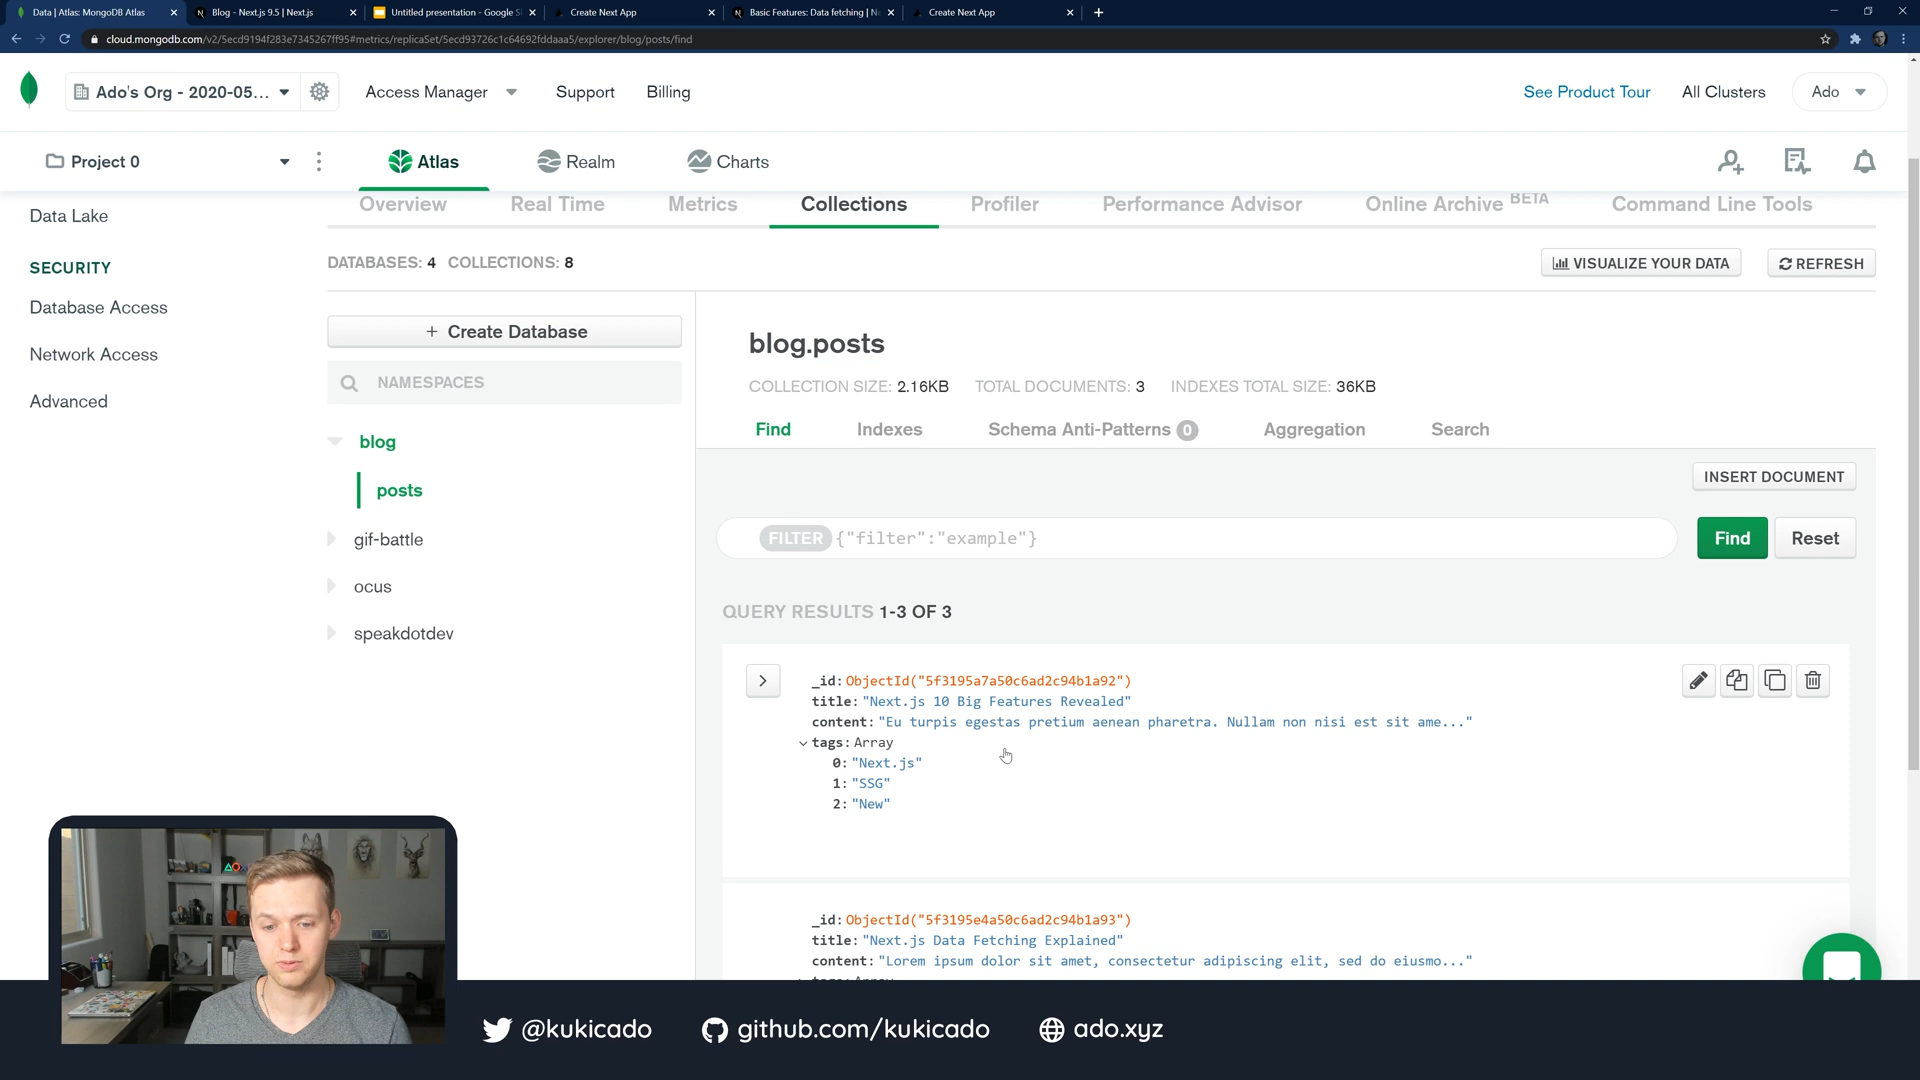 Data | Atlas: MongoDB Atlas
Blog - Next.js 9.5 | Next.js
Untitled presentation - Google Sl
Create Next App
Basic Features: Data fetching | Ne
Create Next App
cloud.mongodb.com/v2/5ecd9194f283e7345267ff95#metrics/replicaSet/5ecd93726c1c64692fddaaa5/explorer/blog/posts/find
Ado's Org - 2020-05...
Access Manager
Support
Billing
See Product Tour
All Clusters
Ado
Project 0
Atlas
Realm
Charts
Data Lake
Overview
Real Time
Metrics
Collections
Profiler
Performance Advisor
Online Archive BETA
Command Line Tools
SECURITY
Database Access
Network Access
Advanced
DATABASES: 4 COLLECTIONS: 8
VISUALIZE YOUR DATA
REFRESH
+ Create Database
NAMESPACES
blog
posts
gif-battle
ocus
speakdotdev
blog.posts
COLLECTION SIZE: 2.16KB TOTAL DOCUMENTS: 3 INDEXES TOTAL SIZE: 36KB
Find
Indexes
Schema Anti-Patterns 0
Aggregation
Search
INSERT DOCUMENT
FILTER {"filter":"example"}
Find
Reset
QUERY RESULTS 1-3 OF 3
_id: ObjectId("5f3195a7a50c6ad2c94b1a92")
title: "Next.js 10 Big Features Revealed"
content: "Eu turpis egestas pretium aenean pharetra. Nullam non nisi est sit ame..."
tags: Array
0: "Next.js"
1: "SSG"
2: "New"
_id: ObjectId("5f3195e4a50c6ad2c94b1a93")
title: "Next.js Data Fetching Explained"
content: "Lorem ipsum dolor sit amet, consectetur adipiscing elit, sed do eiusmo..."
tags: Array
@kukicado
github.com/kukicado
ado.xyz